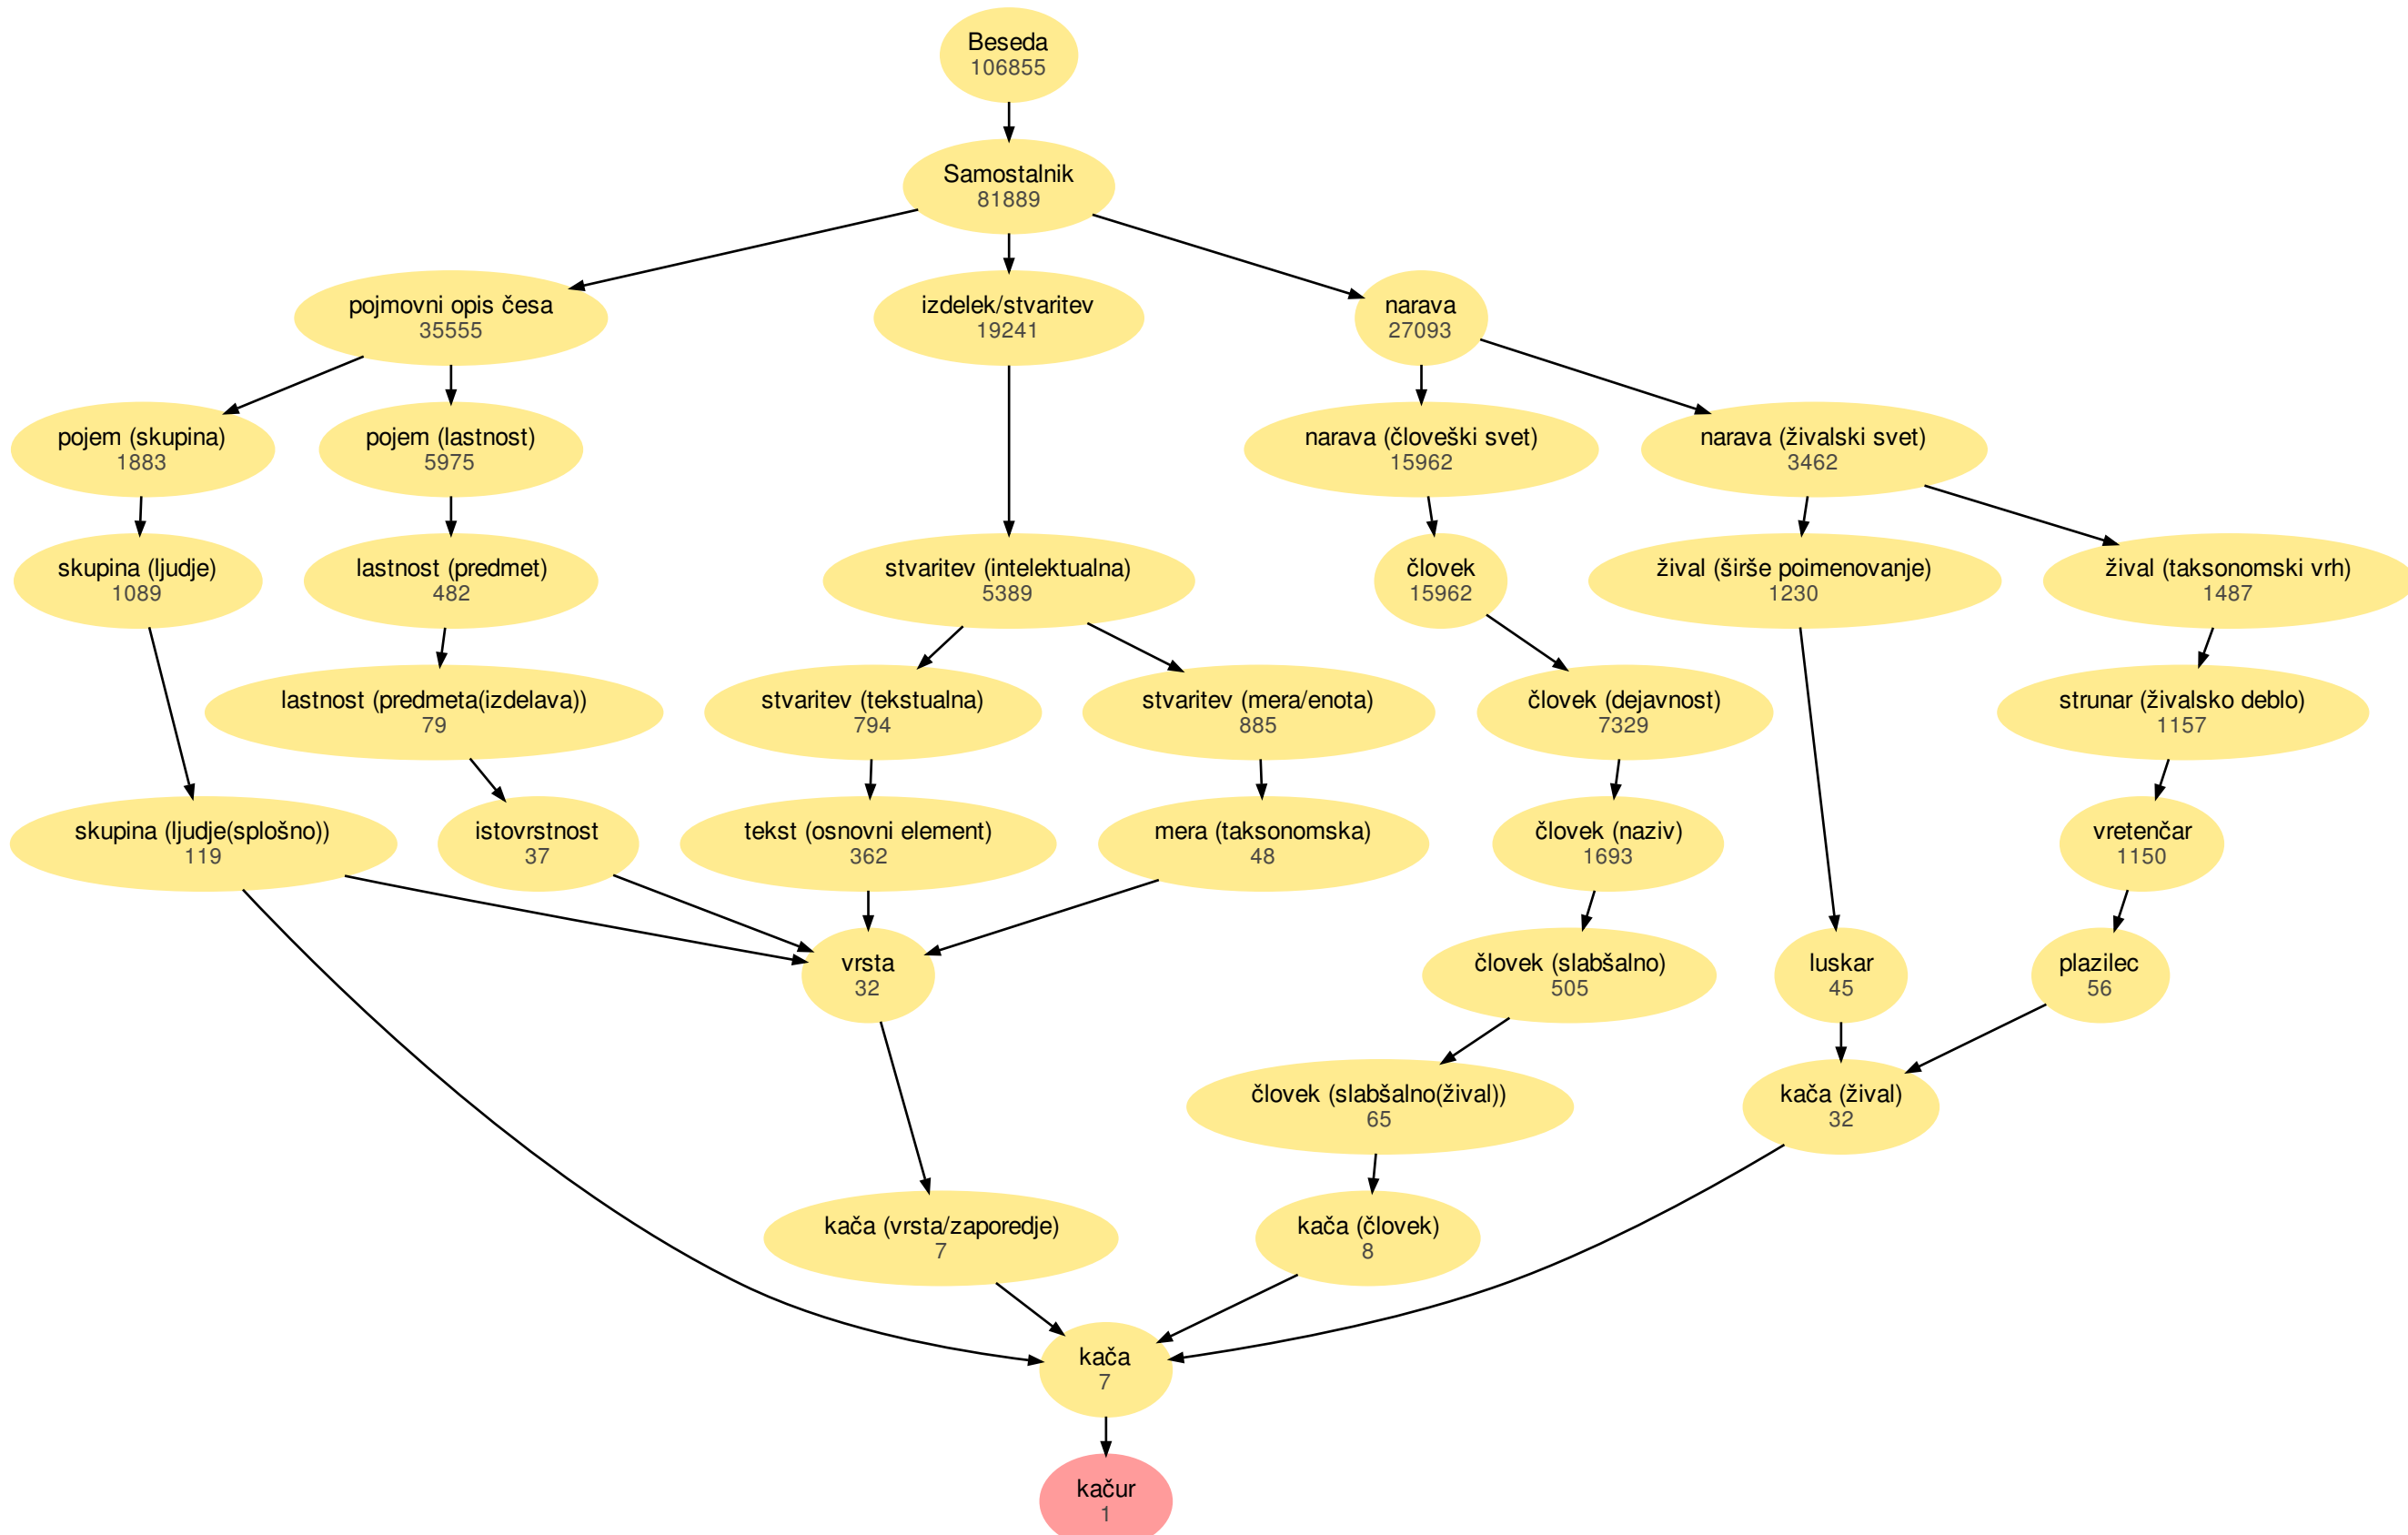 Beseda
106855
Samostalnik
81889
pojmovni opis česa
35555
izdelek/stvaritev
19241
narava
27093
pojem (skupina)
1883
pojem (lastnost)
5975
narava (človeški svet)
15962
narava (živalski svet)
3462
skupina (ljudje)
1089
lastnost (predmet)
482
stvaritev (intelektualna)
5389
človek
15962
žival (širše poimenovanje)
1230
žival (taksonomski vrh)
1487
lastnost (predmeta(izdelava))
79
stvaritev (tekstualna)
794
stvaritev (mera/enota)
885
človek (dejavnost)
7329
strunar (živalsko deblo)
1157
skupina (ljudje(splošno))
119
istovrstnost
37
tekst (osnovni element)
362
mera (taksonomska)
48
človek (naziv)
1693
vretenčar
1150
vrsta
32
človek (slabšalno)
505
luskar
45
plazilec
56
človek (slabšalno(žival))
65
kača (žival)
32
kača (vrsta/zaporedje)
7
kača (človek)
8
kača
7
kačur
1